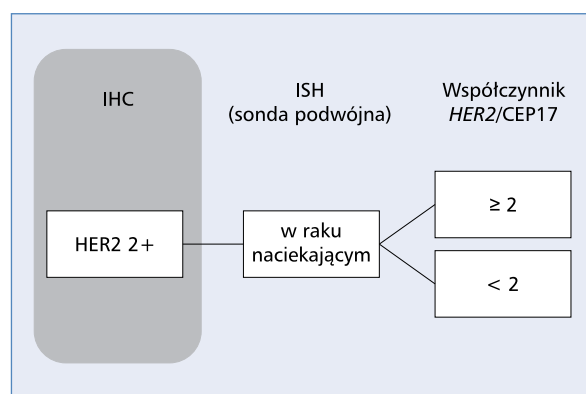 IHC
ISH
(sonda podwójna)
Współczynnik
HER2/CEP17
HER2 2+
w raku
naciekającym
≥ 2
< 2